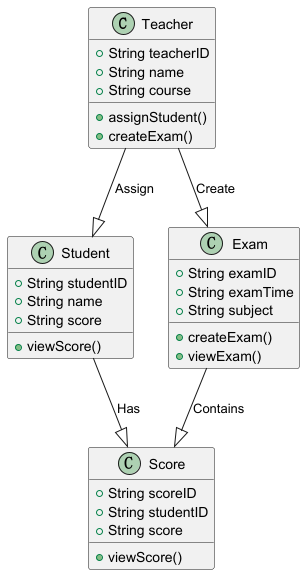 C Teacher
String teacherID
String name
String course
assignStudent()
createExam()
Assign
Create
C Student
String studentID
String name
String score
viewScore()
C Exam
String examID
String examTime
String subject
createExam()
viewExam()
Has
Contains
C Score
String scoreID
String studentID
String score
viewScore()